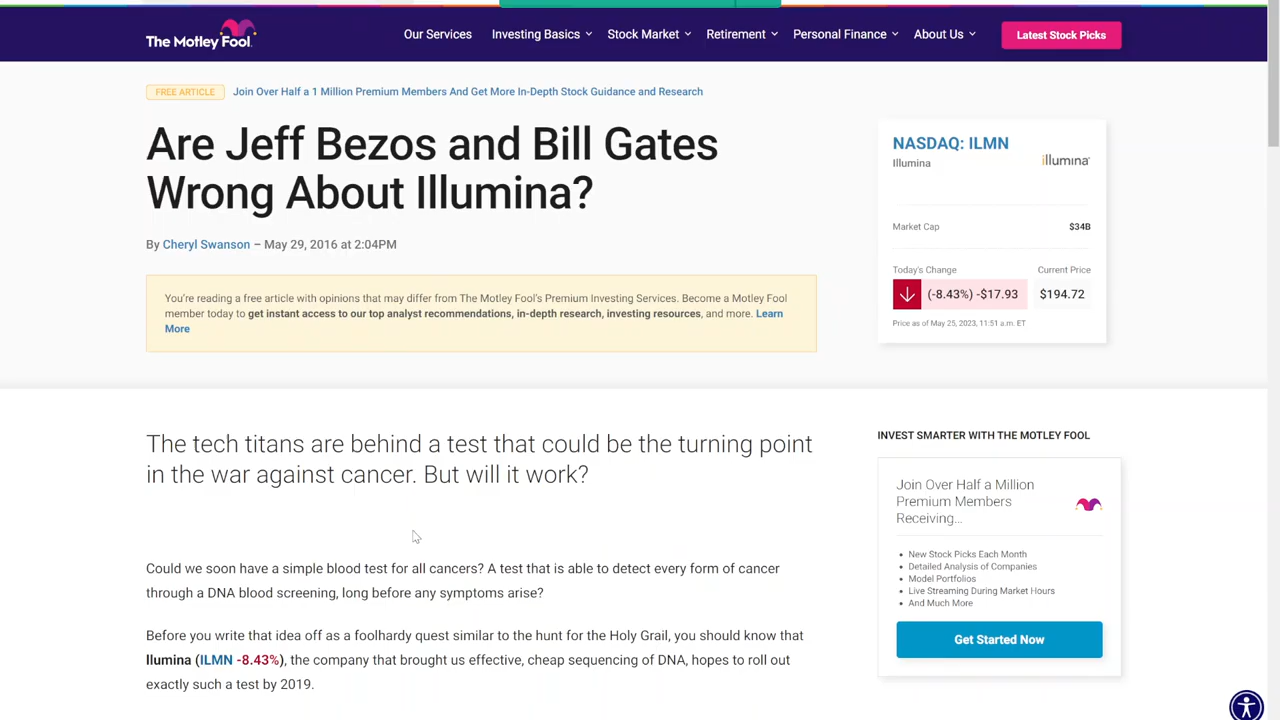 The Motley Fool.
Our Services
Investing Basics
Stock Market
Retirement
Personal Finance
About Us
Latest Stock Picks
FREE ARTICLE
Join Over Half a 1 Million Premium Members And Get More In-Depth Stock Guidance and Research
Are Jeff Bezos and Bill Gates
Wrong About Illumina?
By Cheryl Swanson – May 29, 2016 at 2:04PM
You're reading a free article with opinions that may differ from The Motley Fool's Premium Investing Services. Become a Motley Fool
member today to get instant access to our top analyst recommendations, in-depth research, investing resources, and more. Learn
More
NASDAQ: ILMN
Illumina
illumina
Market Cap
$34B
Today's Change
Current Price
(-8.43%) -$17.93
$194.72
Price as of May 25, 2023, 11:51 a.m. ET
The tech titans are behind a test that could be the turning point
in the war against cancer. But will it work?
Could we soon have a simple blood test for all cancers? A test that is able to detect every form of cancer
through a DNA blood screening, long before any symptoms arise?
Before you write that idea off as a foolhardy quest similar to the hunt for the Holy Grail, you should know that
Ilumina (ILMN -8.43%), the company that brought us effective, cheap sequencing of DNA, hopes to roll out
exactly such a test by 2019.
INVEST SMARTER WITH THE MOTLEY FOOL
Join Over Half a Million
Premium Members
Receiving…
New Stock Picks Each Month
Detailed Analysis of Companies
Model Portfolios
Live Streaming During Market Hours
And Much More
Get Started Now